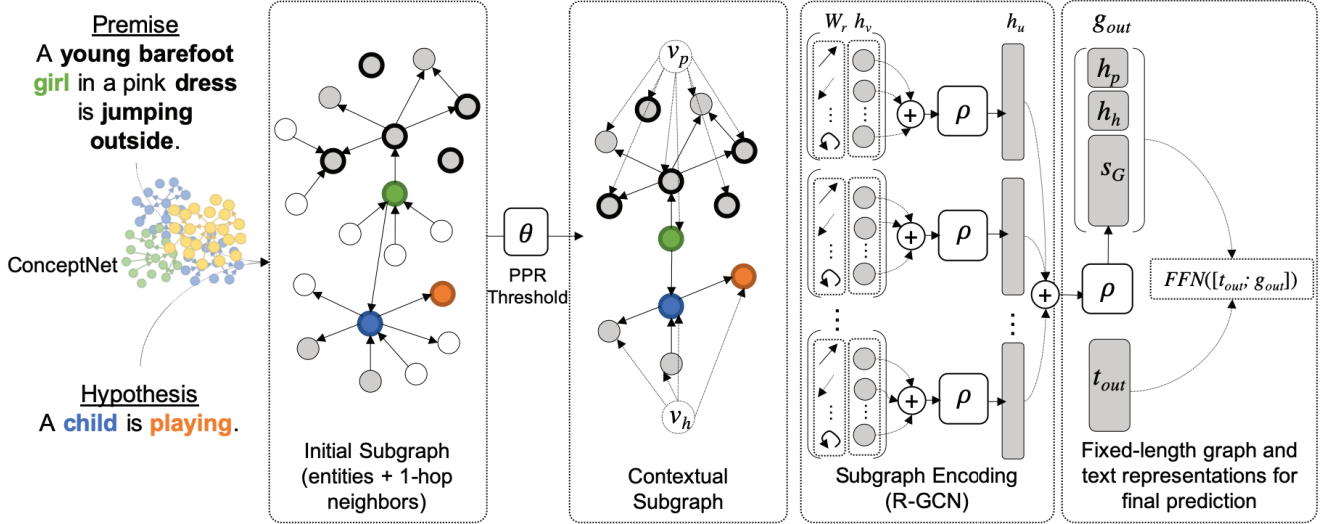 Premise
A young barefoot
girl in a pink dress
is jumping
outside.
ConceptNet
Hypothesis
A child is playing.
Initial Subgraph
(entities + 1-hop
neighbors)
θ
PPR
Threshold
v_p
v_h
Contextual
Subgraph
W_r h_v h_u
+ ρ
+ ρ
+ ρ
+
Subgraph Encoding
(R-GCN)
g_out
h_p
h_h
s_G
ρ
FFN([t_out; g_out])
t_out
Fixed-length graph and
text representations for
final prediction